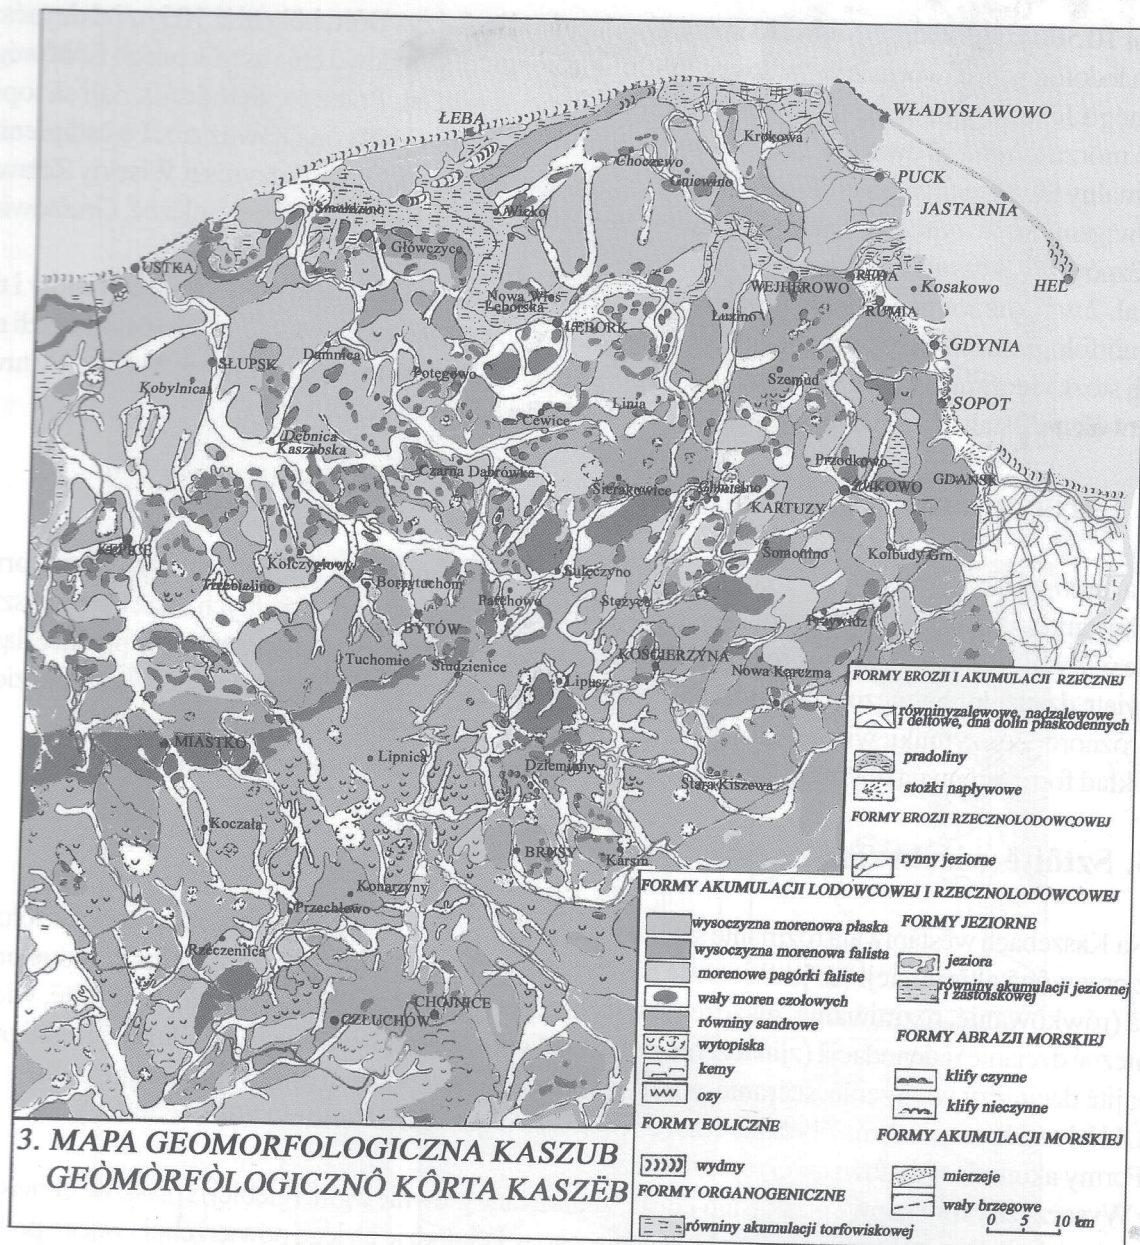 ŁEBA
WŁADYSŁAWOWO
Krokowa
Choczewo
Gniewino
PUCK
JASTARNIA
Smołdzino
Wicko
Główczyce
USTKA
REDA
WEJHEROWO
Kosakowo
HEL
Nowa Wieś
Lęborska
LĘBORK
Luzino
RUMIA
GDYNIA
Damnica
SŁUPSK
Potęgowo
Kobylnica
Szemud
SOPOT
Linia
Cewice
Dębnica
Kaszubska
Czarna Dąbrówka
Przodkowo
Sierakowice
Chmielno
ŻUKOWO
GDAŃSK
KARTUZY
KĘPICE
Somonino
Kolbudy Grn.
Kołczygłowy
Sulęczyno
Trzebielino
Borzytuchom
Parchowo
Stężyca
BYTÓW
Przywidz
Tuchomie
Studzienice
KOŚCIERZYNA
Nowa Karczma
Lipusz
MIASTKO
Lipnica
Dziemiany
Stara Kiszewa
Koczała
BRUSY
Karsin
Konarzyny
Przechlewo
Rzeczenica
CHOJNICE
CZŁUCHÓW
FORMY EROZJI I AKUMULACJI RZECZNEJ
równinyzalewowe, nadzalewowe
i deltowe, dna dolin płaskodennych
pradoliny
stożki napływowe
FORMY EROZJI RZECZNOLODOWCOWEJ
rynny jeziorne
FORMY AKUMULACJI LODOWCOWEJ I RZECZNOLODOWCOWEJ
wysoczyzna morenowa płaska
wysoczyzna morenowa falista
morenowe pagórki faliste
wały moren czołowych
równiny sandrowe
wytopiska
kemy
ozy
FORMY EOLICZNE
wydmy
FORMY ORGANOGENICZNE
równiny akumulacji torfowiskowej
FORMY JEZIORNE
jeziora
równiny akumulacji jeziornej
i zastoiskowej
FORMY ABRAZJI MORSKIEJ
klify czynne
klify nieczynne
FORMY AKUMULACJI MORSKIEJ
mierzeje
wały brzegowe
0 5 10 km
3. MAPA GEOMORFOLOGICZNA KASZUB
GEÒMÒRFÒLOGICZNÔ KÔRTA KASZËB